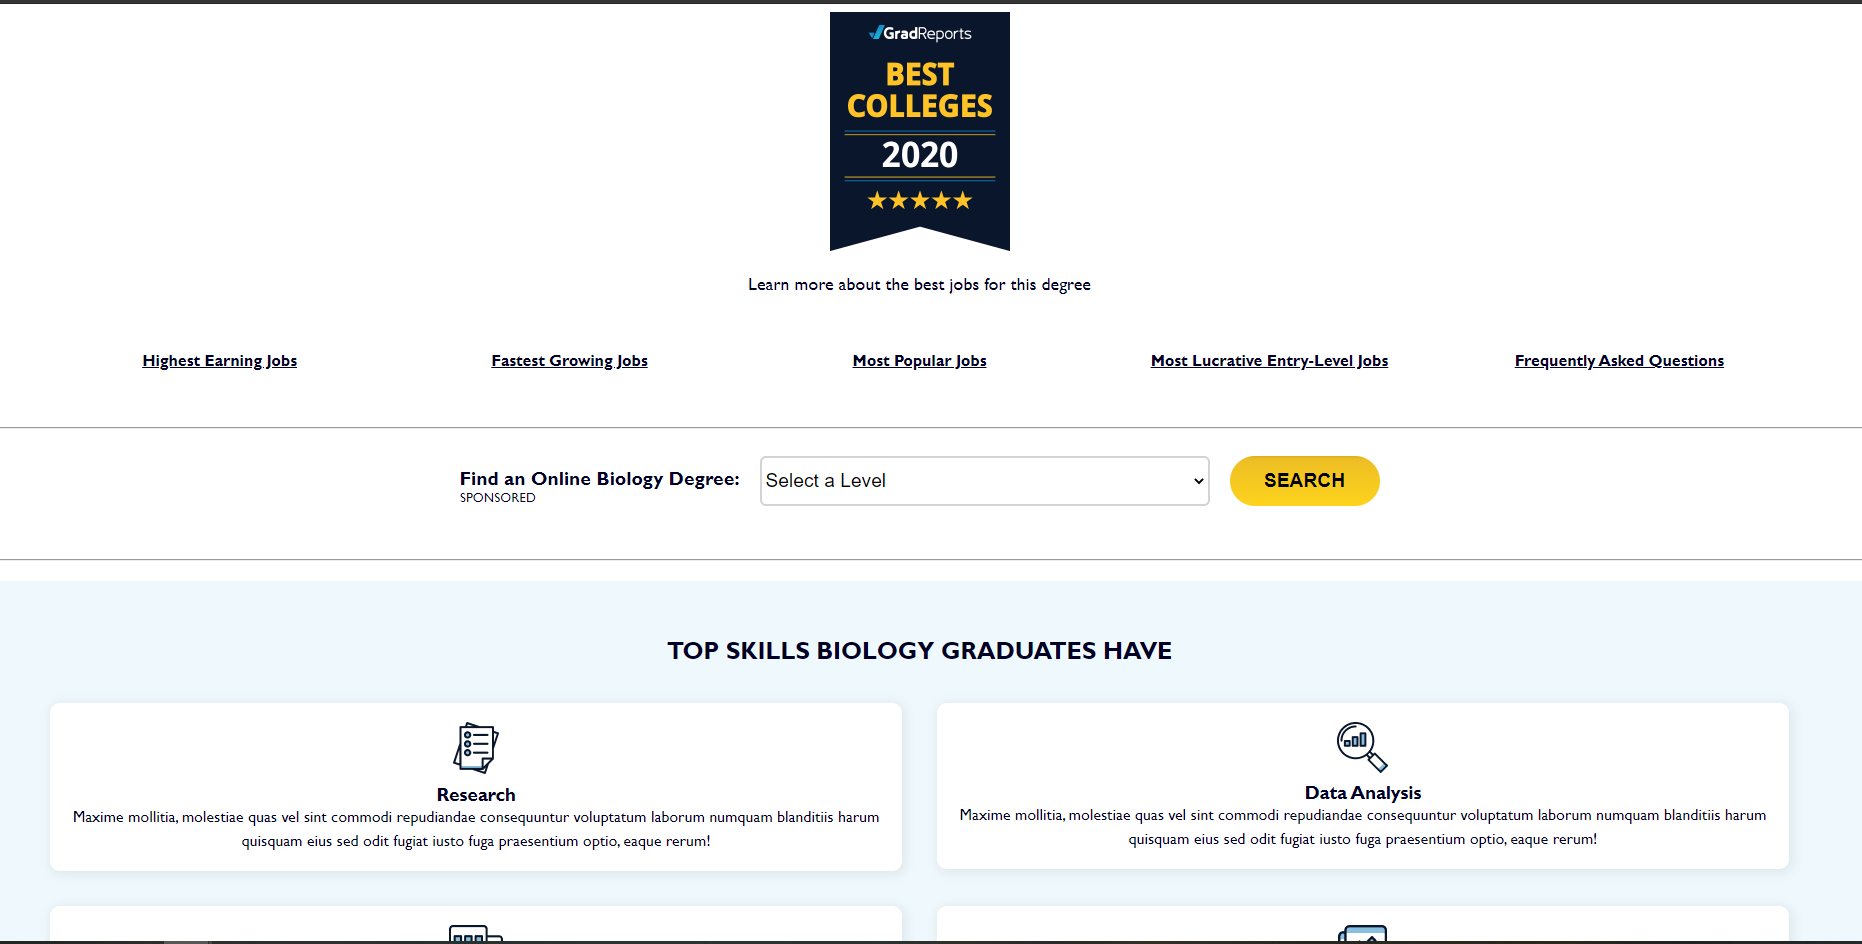 GradReports
BEST
COLLEGES
2020
Learn more about the best jobs for this degree
Highest Earning Jobs
Fastest Growing Jobs
Most Popular Jobs
Most Lucrative Entry-Level Jobs
Frequently Asked Questions
Find an Online Biology Degree:
SPONSORED
Select a Level
SEARCH
TOP SKILLS BIOLOGY GRADUATES HAVE
Research
Maxime mollitia, molestiae quas vel sint commodi repudiandae consequuntur voluptatum laborum numquam blanditiis harum
quisquam eius sed odit fugiat iusto fuga praesentium optio, eaque rerum!
Data Analysis
Maxime mollitia, molestiae quas vel sint commodi repudiandae consequuntur voluptatum laborum numquam blanditiis harum
quisquam eius sed odit fugiat iusto fuga praesentium optio, eaque rerum!